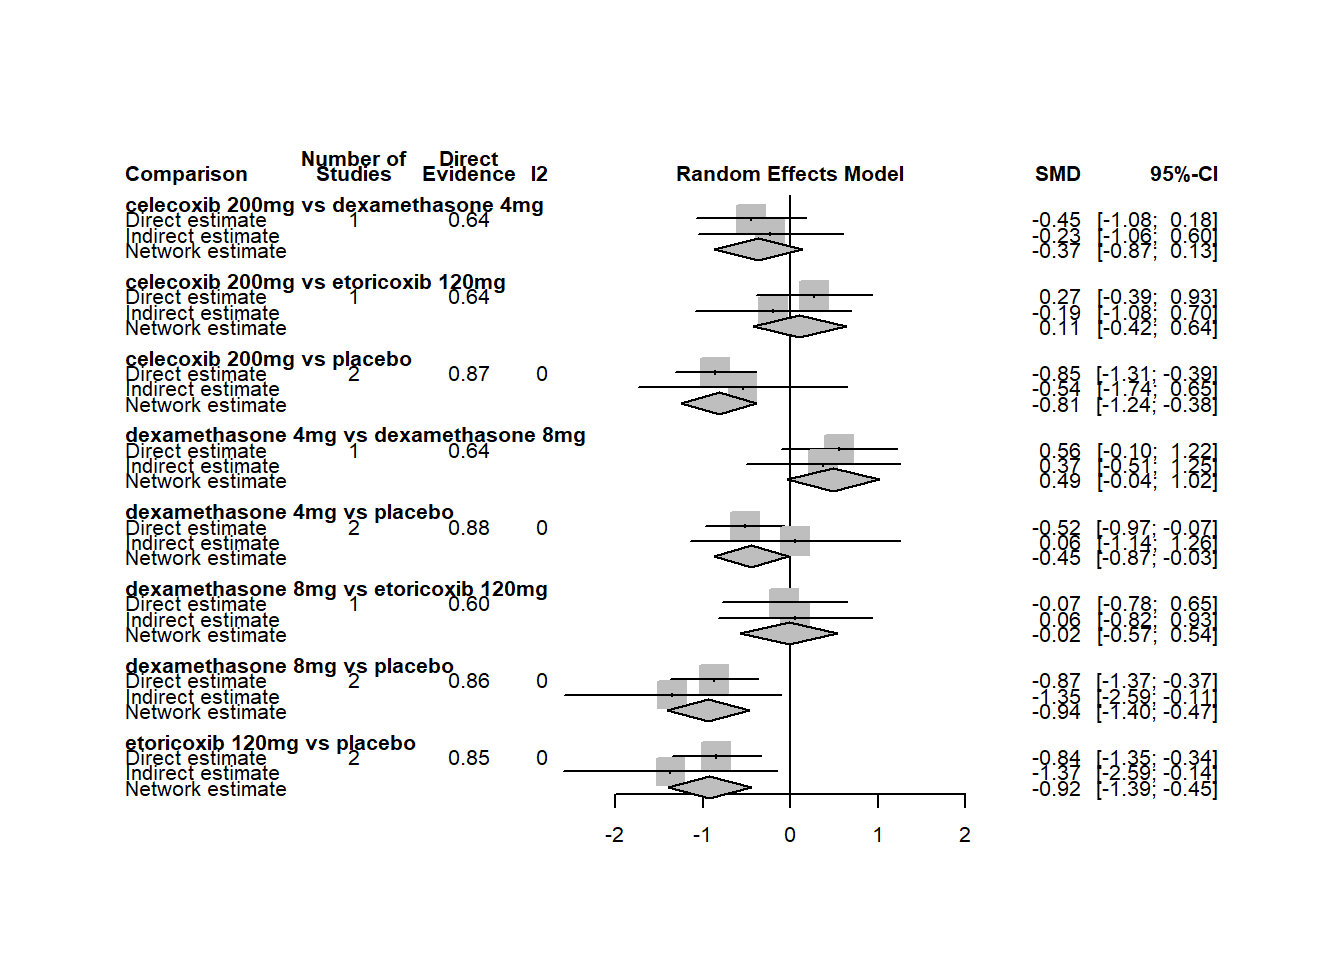 Number of Direct
Comparison Studies Evidence I2 Random Effects Model SMD 95%-CI
celecoxib 200mg vs dexamethasone 4mg
Direct estimate 1 0.64 -0.45 [-1.08; 0.18]
Indirect estimate -0.23 [-1.06; 0.60]
Network estimate -0.37 [-0.87; 0.13]
celecoxib 200mg vs etoricoxib 120mg
Direct estimate 1 0.64 0.27 [-0.39; 0.93]
Indirect estimate -0.19 [-1.08; 0.70]
Network estimate 0.11 [-0.42; 0.64]
celecoxib 200mg vs placebo
Direct estimate 2 0.87 0 -0.85 [-1.31; -0.39]
Indirect estimate -0.54 [-1.74; 0.65]
Network estimate -0.81 [-1.24; -0.38]
dexamethasone 4mg vs dexamethasone 8mg
Direct estimate 1 0.64 0.56 [-0.10; 1.22]
Indirect estimate 0.37 [-0.51; 1.25]
Network estimate 0.49 [-0.04; 1.02]
dexamethasone 4mg vs placebo
Direct estimate 2 0.88 0 -0.52 [-0.97; -0.07]
Indirect estimate 0.06 [-1.14; 1.26]
Network estimate -0.45 [-0.87; -0.03]
dexamethasone 8mg vs etoricoxib 120mg
Direct estimate 1 0.60 -0.07 [-0.78; 0.65]
Indirect estimate 0.06 [-0.82; 0.93]
Network estimate -0.02 [-0.57; 0.54]
dexamethasone 8mg vs placebo
Direct estimate 2 0.86 0 -0.87 [-1.37; -0.37]
Indirect estimate -1.35 [-2.59; -0.11]
Network estimate -0.94 [-1.40; -0.47]
etoricoxib 120mg vs placebo
Direct estimate 2 0.85 0 -0.84 [-1.35; -0.34]
Indirect estimate -1.37 [-2.59; -0.14]
Network estimate -0.92 [-1.39; -0.45]
-2 -1 0 1 2